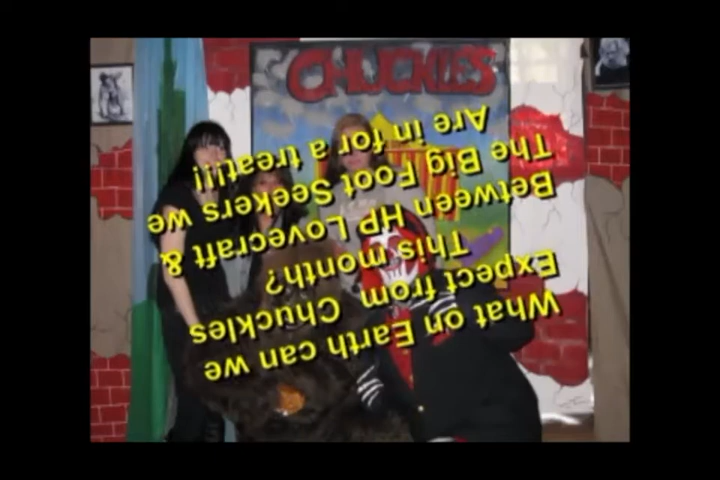 CHUCKLES
What on Earth can we
Expect from Chuckles
This month?
Between HP Lovecraft &
The Big Foot Seekers we
Are in for a treat!!!